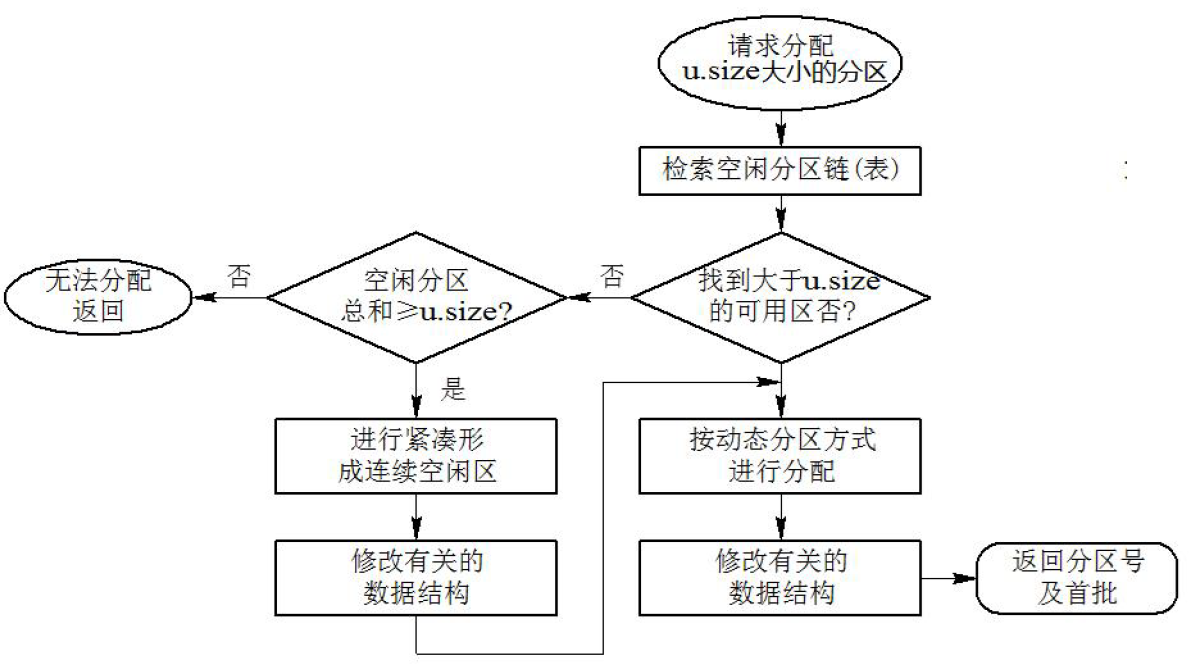 请求分配
u.size大小的分区
检索空闲分区链(表)
找到大于u.size
的可用区否?
否
空闲分区
总和≥u.size?
否
无法分配
返回
是
进行紧凑形
成连续空闲区
修改有关的
数据结构
按动态分区方式
进行分配
修改有关的
数据结构
返回分区号
及首批